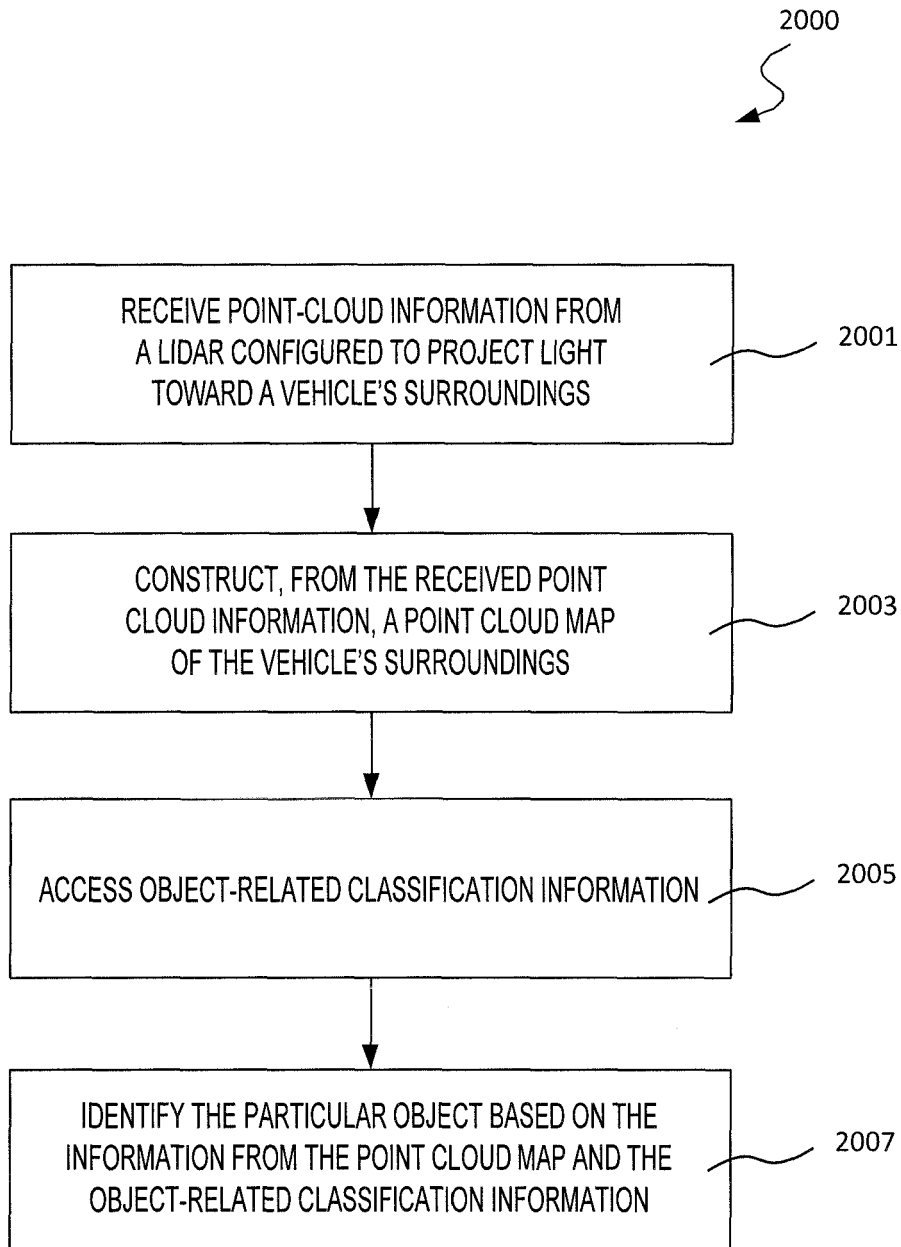 2000
RECEIVE POINT-CLOUD INFORMATION FROM
A LIDAR CONFIGURED TO PROJECT LIGHT
TOWARD A VEHICLE'S SURROUNDINGS
2001
CONSTRUCT, FROM THE RECEIVED POINT
CLOUD INFORMATION, A POINT CLOUD MAP
OF THE VEHICLE'S SURROUNDINGS
2003
ACCESS OBJECT-RELATED CLASSIFICATION INFORMATION
2005
IDENTIFY THE PARTICULAR OBJECT BASED ON THE
INFORMATION FROM THE POINT CLOUD MAP AND THE
OBJECT-RELATED CLASSIFICATION INFORMATION
2007